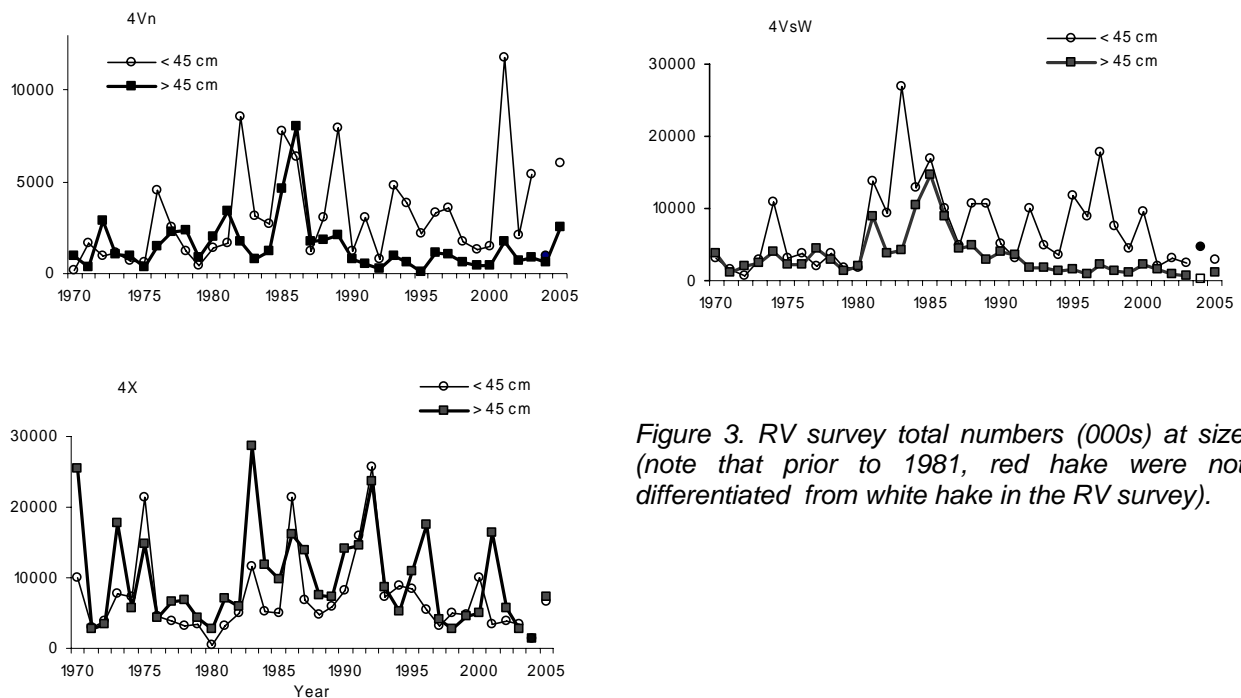 4Vn
< 45 cm
> 45 cm
10000
5000
0
1970 1975 1980 1985 1990 1995 2000 2005
4VsW
< 45 cm
> 45 cm
30000
20000
10000
0
1970 1975 1980 1985 1990 1995 2000 2005
4X
< 45 cm
> 45 cm
30000
20000
10000
0
1970 1975 1980 1985 1990 1995 2000 2005
Year
Figure 3. RV survey total numbers (000s) at size
(note that prior to 1981, red hake were not
differentiated from white hake in the RV survey).